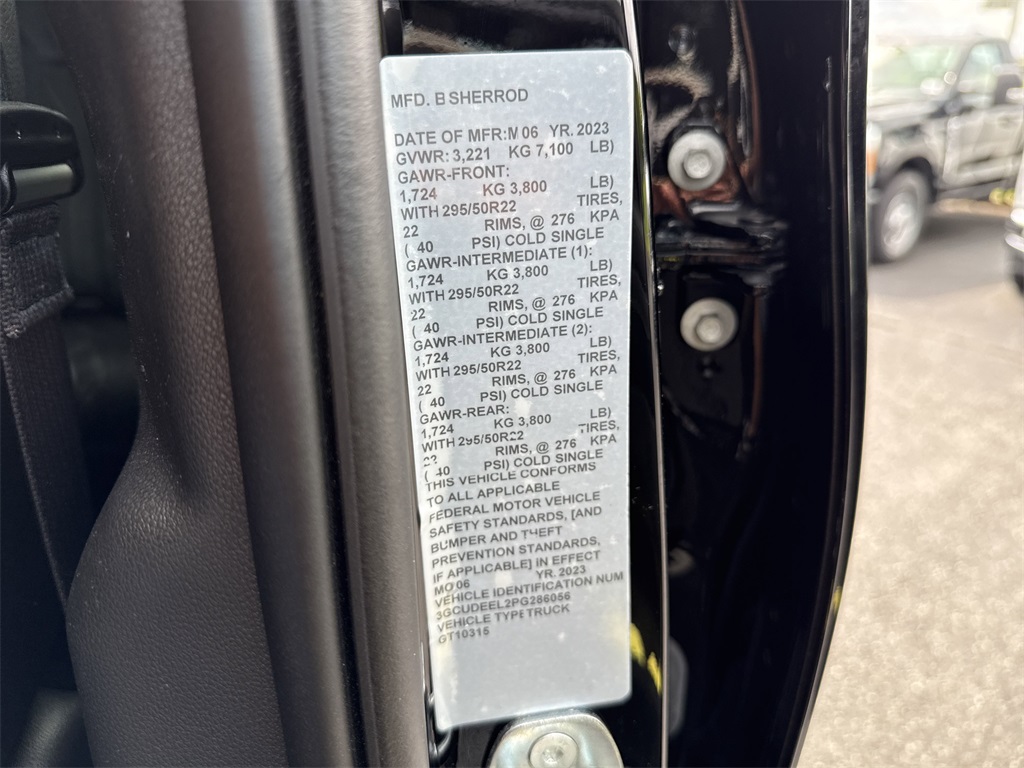 MFD. B SHERROD
DATE OF MFR: M 06 YR. 2023
GVWR: 3,221 KG 7,100 LB)
GAWR-FRONT:
1,724 KG 3,800 LB)
WITH 295/50R22 TIRES,
22 RIMS, @ 276 KPA
( 40 PSI) COLD SINGLE
GAWR-INTERMEDIATE (1):
1,724 KG 3,800 LB)
WITH 295/50R22 TIRES,
22 RIMS, @ 276 KPA
( 40 PSI) COLD SINGLE
GAWR-INTERMEDIATE (2):
1,724 KG 3,800 LB)
WITH 295/50R22 TIRES,
22 RIMS, @ 276 KPA
( 40 PSI) COLD SINGLE
GAWR-REAR:
1,724 KG 3,800 LB)
WITH 295/50R22 TIRES,
22 RIMS, @ 276 KPA
( 40 PSI) COLD SINGLE
THIS VEHICLE CONFORMS
TO ALL APPLICABLE
FEDERAL MOTOR VEHICLE
SAFETY STANDARDS, [AND
BUMPER AND THEFT
PREVENTION STANDARDS,
IF APPLICABLE] IN EFFECT
MO 06 YR. 2023
VEHICLE IDENTIFICATION NUM
3GCUDEEL2PG286056
VEHICLE TYPE TRUCK
GT10315